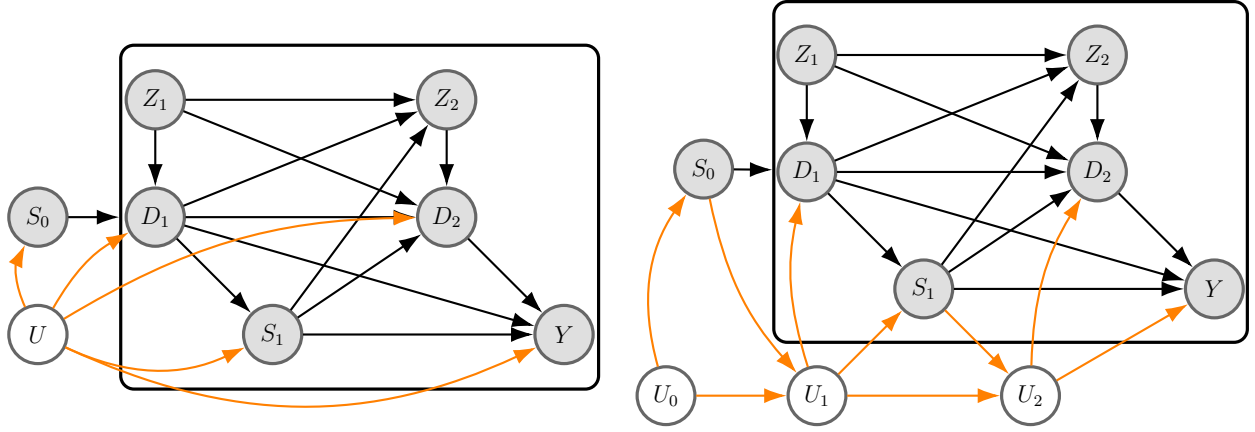 Z₁ Z₂
S₀ D₁ D₂
U S₁ Y
Z₁ Z₂
S₀ D₁ D₂
S₁ Y
U₀ U₁ U₂